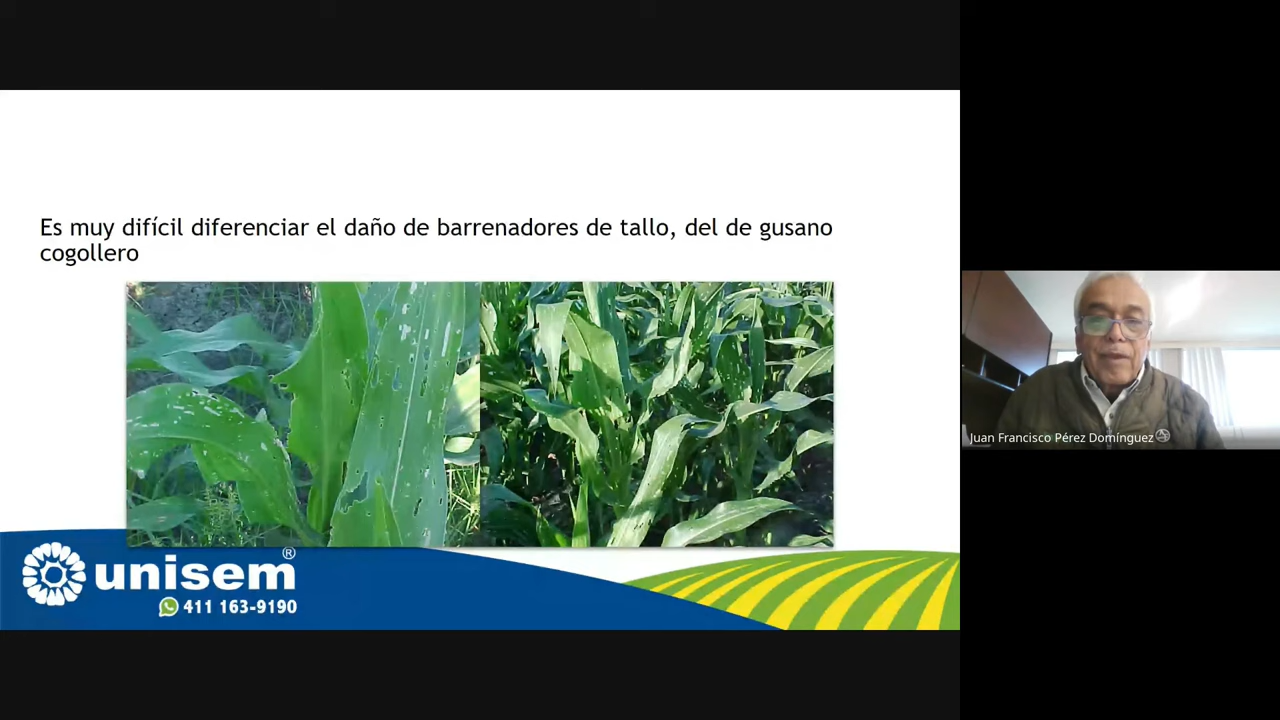 Es muy difícil diferenciar el daño de barrenadores de tallo, del de gusano
cogollero
unisem®
411 163-9190
Juan Francisco Pérez Domínguez